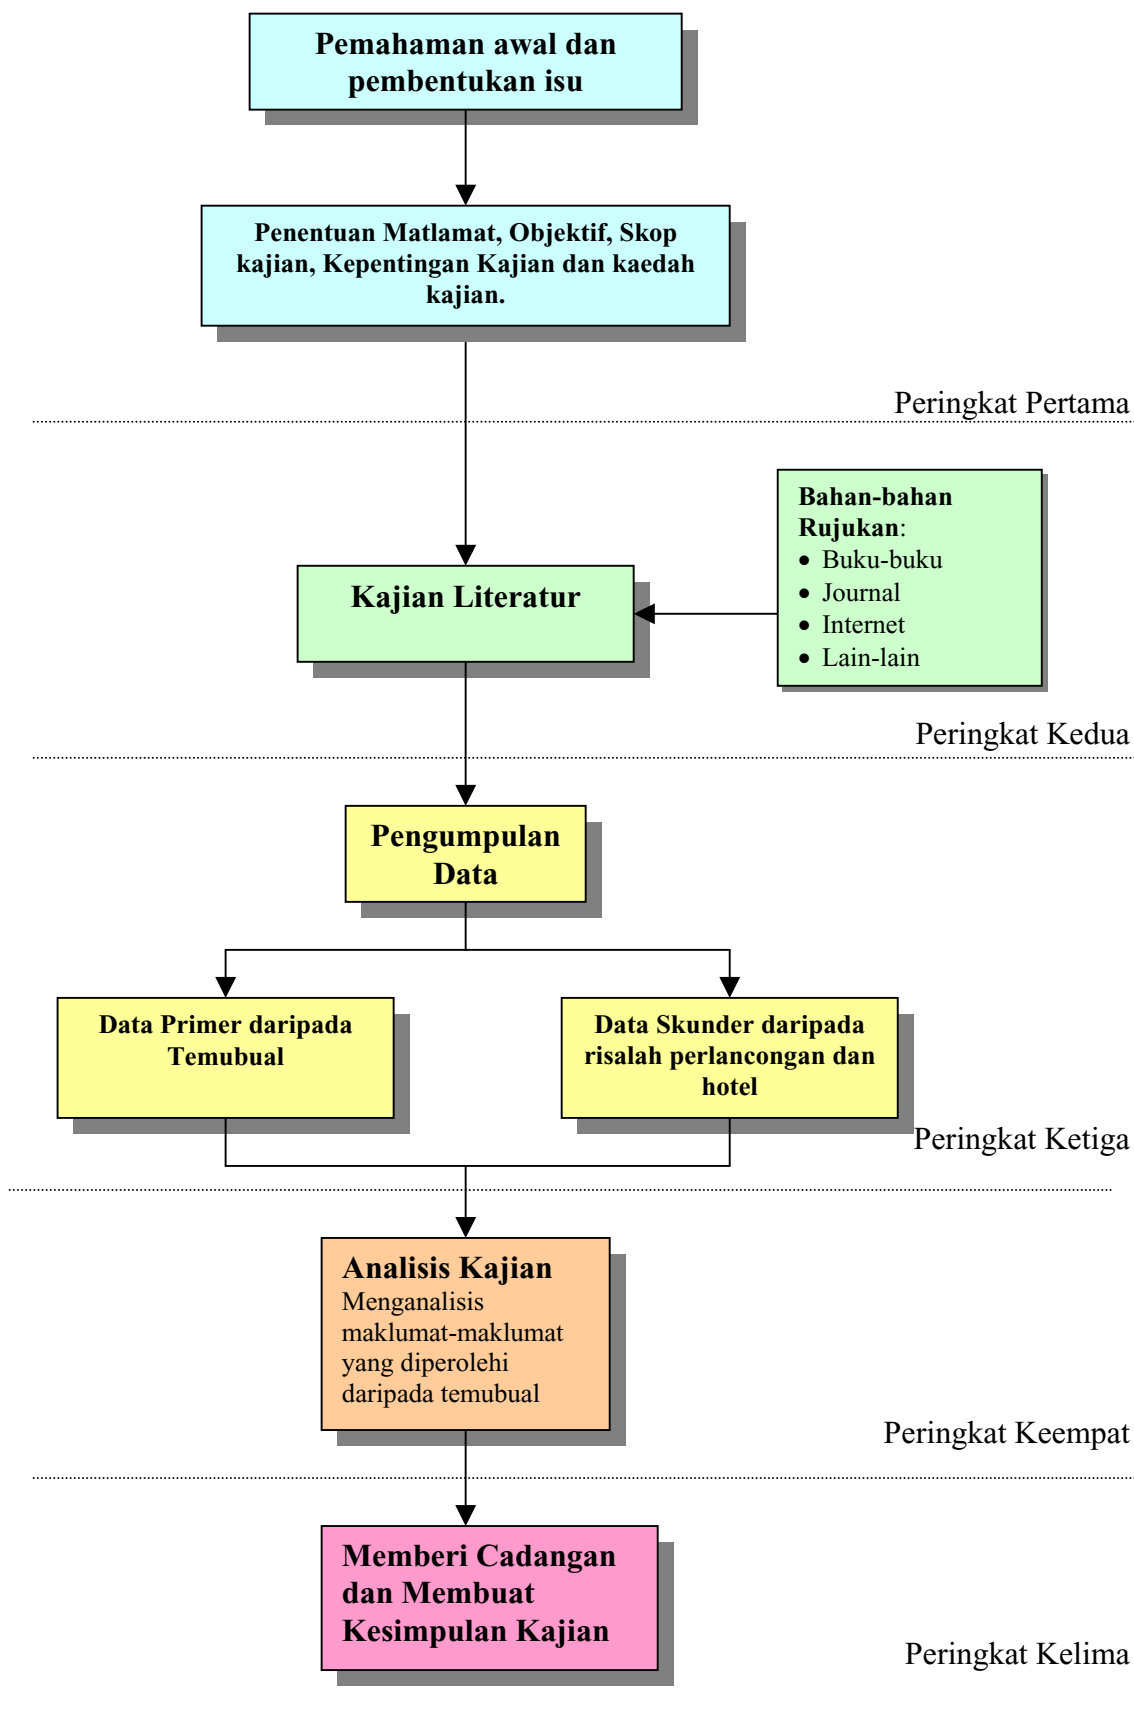 Pemahaman awal dan
pembentukan isu
Penentuan Matlamat, Objektif, Skop
kajian, Kepentingan Kajian dan kaedah
kajian.
Peringkat Pertama
Bahan-bahan
Rujukan:
• Buku-buku
• Journal
• Internet
• Lain-lain
Kajian Literatur
Peringkat Kedua
Pengumpulan
Data
Data Primer daripada
Temubual
Data Skunder daripada
risalah perlancongan dan
hotel
Peringkat Ketiga
Analisis Kajian
Menganalisis
maklumat-maklumat
yang diperolehi
daripada temubual
Peringkat Keempat
Memberi Cadangan
dan Membuat
Kesimpulan Kajian
Peringkat Kelima